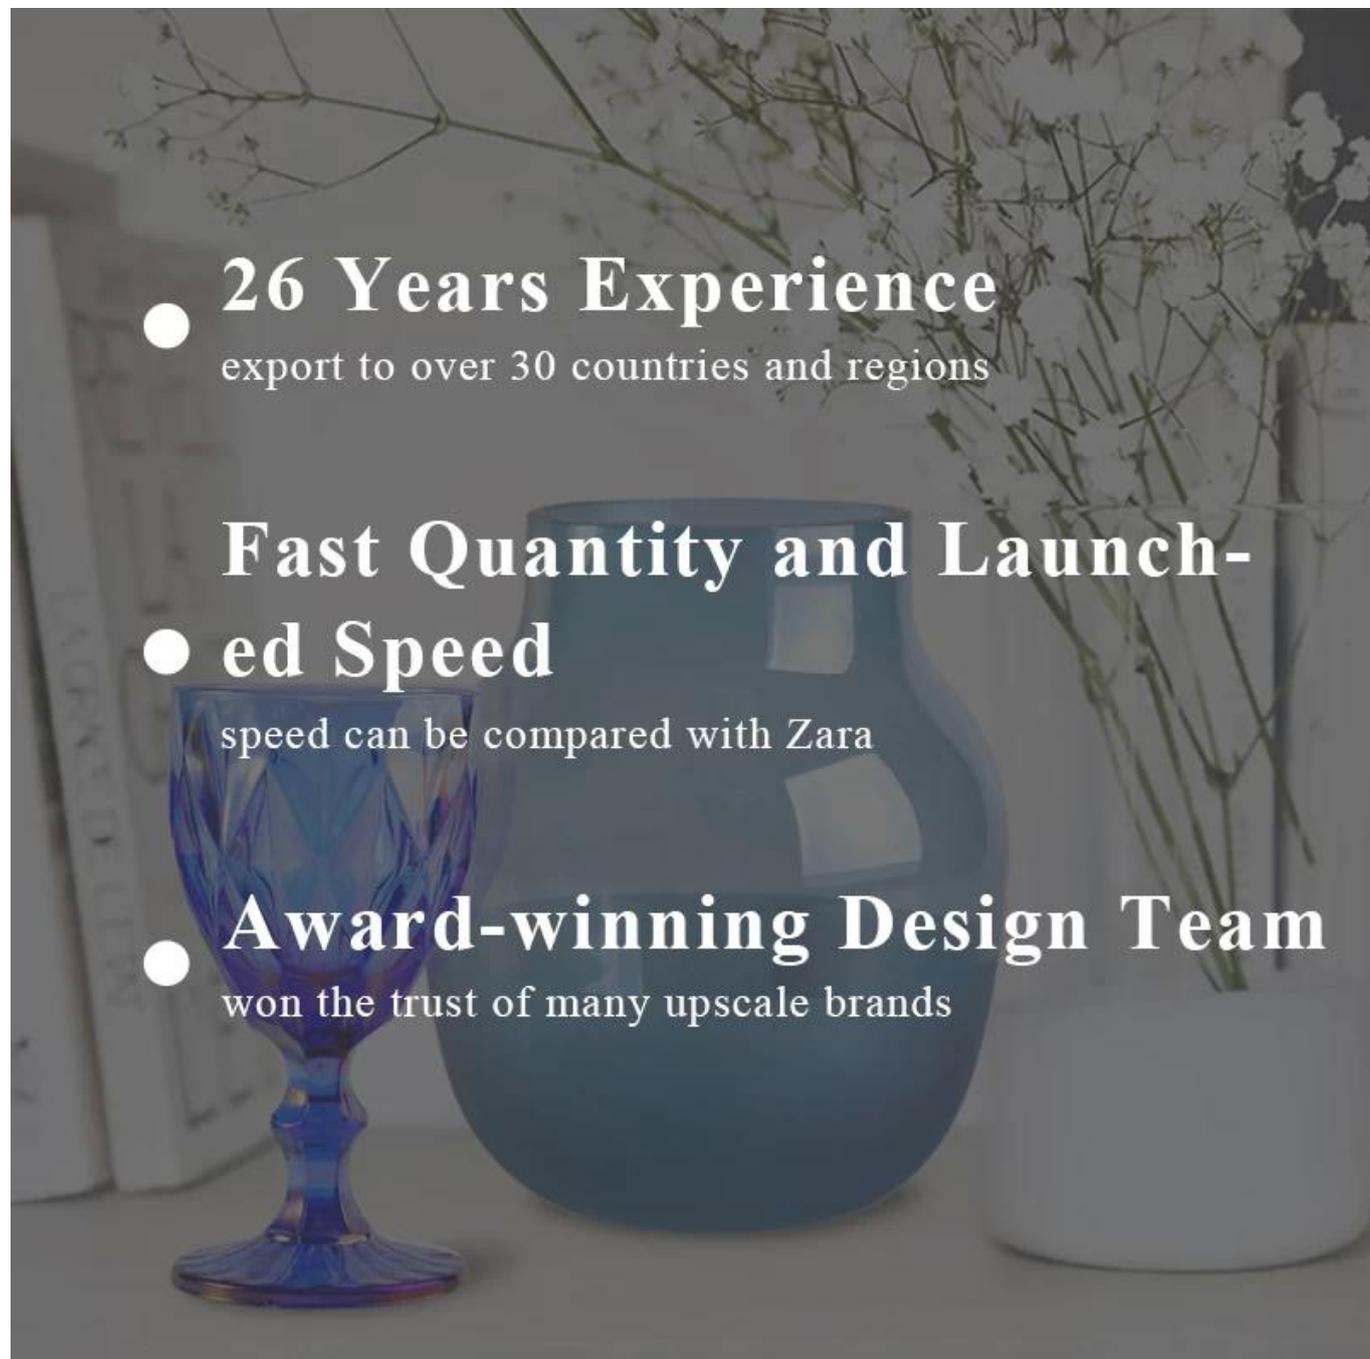 26 Years Experience
export to over 30 countries and regions
Fast Quantity and Launch-
ed Speed
speed can be compared with Zara
Award-winning Design Team
won the trust of many upscale brands